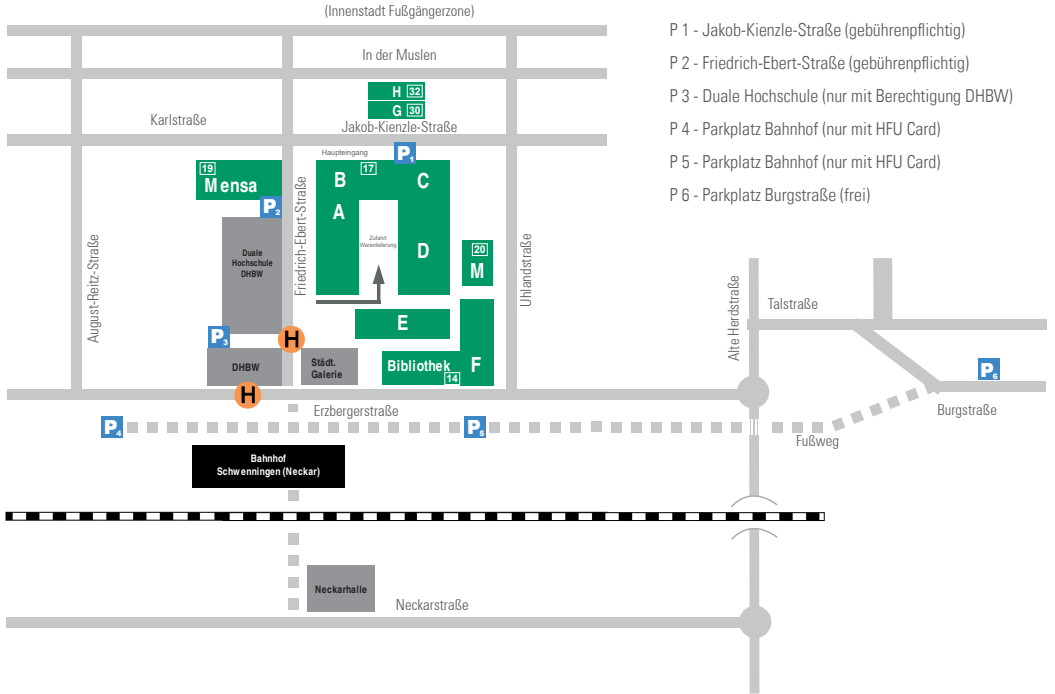 (Innenstadt Fußgängerzone)
P 1 - Jakob-Kienzle-Straße (gebührenpflichtig)
P 2 - Friedrich-Ebert-Straße (gebührenpflichtig)
P 3 - Duale Hochschule (nur mit Berechtigung DHBW)
P 4 - Parkplatz Bahnhof (nur mit HFU Card)
P 5 - Parkplatz Bahnhof (nur mit HFU Card)
P 6 - Parkplatz Burgstraße (frei)
In der Muslen
H 32
G 30
Karlstraße
Jakob-Kienzle-Straße
Haupteingang
P1
19
Mensa
17
B
C
A
P2
Friedrich-Ebert-Straße
August-Reitz-Straße
Uhlandstraße
Alte Herdstraße
Duale
Hochschule
DHBW
Zufahrt
Warenlieferung
D
20
M
Talstraße
E
P3
H
DHBW
Städt.
Galerie
Bibliothek
14
F
P6
H
Erzbergerstraße
Burgstraße
P4
P5
Fußweg
Bahnhof
Schwenningen (Neckar)
Neckarhalle
Neckarstraße